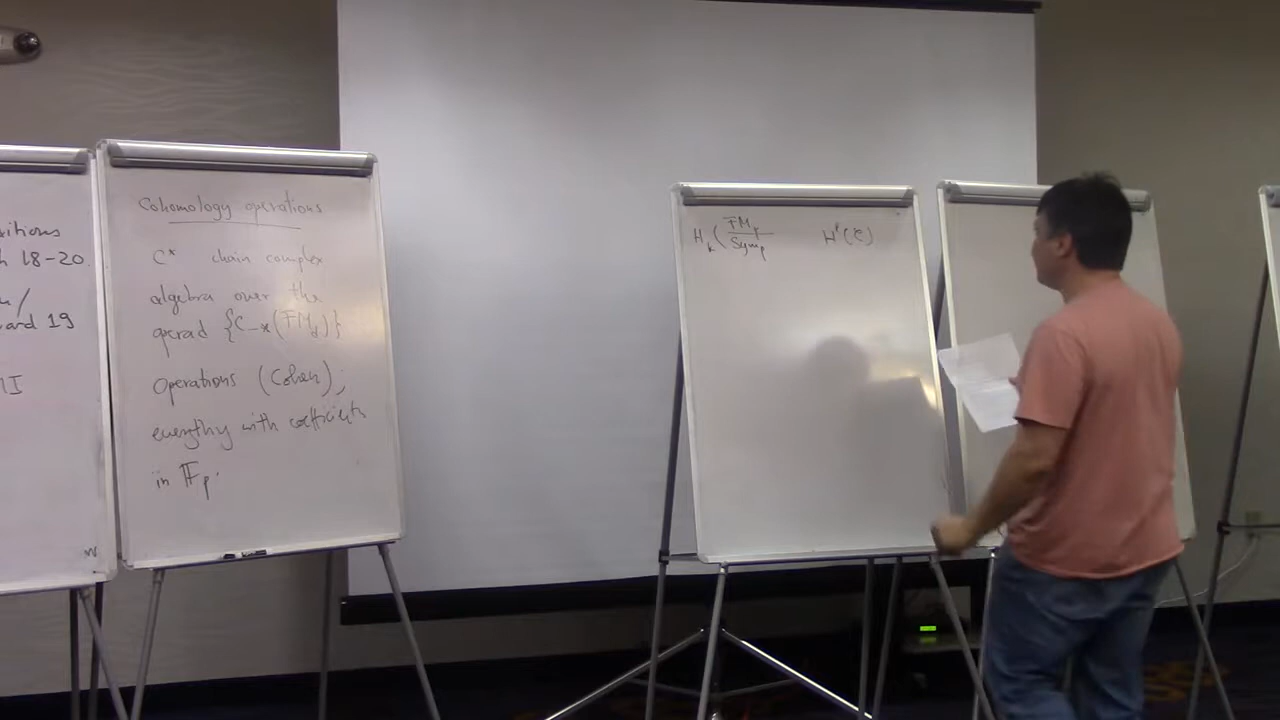 itions
h 18-20.
n/
ard 19
II
Cohomology operations
C* chain complex
algebra over the
operad {C_-*(FM_d)}
Operations (Cohen);
everythy with coefficients
in F_p.
H_k(FM_p/Sym_p H^l(C)